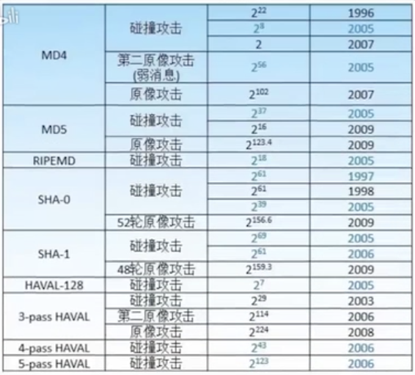 MD4 碰撞攻击 2^22 1996
2^8 2005
2 2007
第二原像攻击 2^56 2005
(弱消息)
原像攻击 2^102 2007
MD5 碰撞攻击 2^37 2005
2^16 2009
原像攻击 2^123.4 2009
RIPEMD 碰撞攻击 2^18 2005
SHA-0 碰撞攻击 2^61 1997
2^61 1998
2^39 2005
52轮原像攻击 2^156.6 2009
SHA-1 碰撞攻击 2^69 2005
2^61 2006
48轮原像攻击 2^159.3 2009
HAVAL-128 碰撞攻击 2^7 2005
3-pass HAVAL 碰撞攻击 2^29 2003
第二原像攻击 2^114 2006
原像攻击 2^224 2008
4-pass HAVAL 碰撞攻击 2^43 2006
5-pass HAVAL 碰撞攻击 2^123 2006